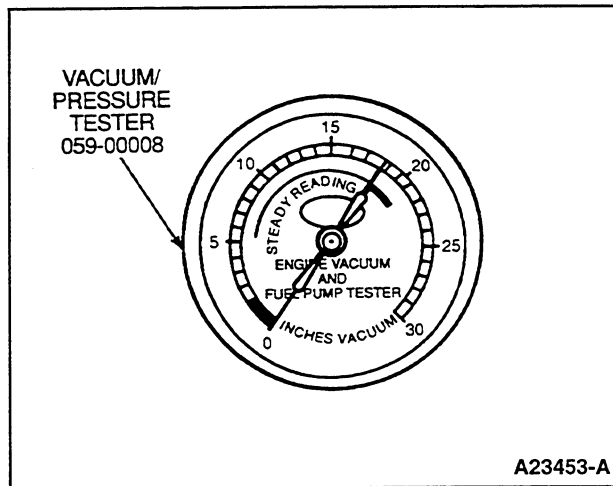 VACUUM/
PRESSURE
TESTER
059-00008
15
10
20
5
25
0
30
STEADY READING
ENGINE VACUUM
AND
FUEL PUMP TESTER
INCHES VACUUM
A23453-A